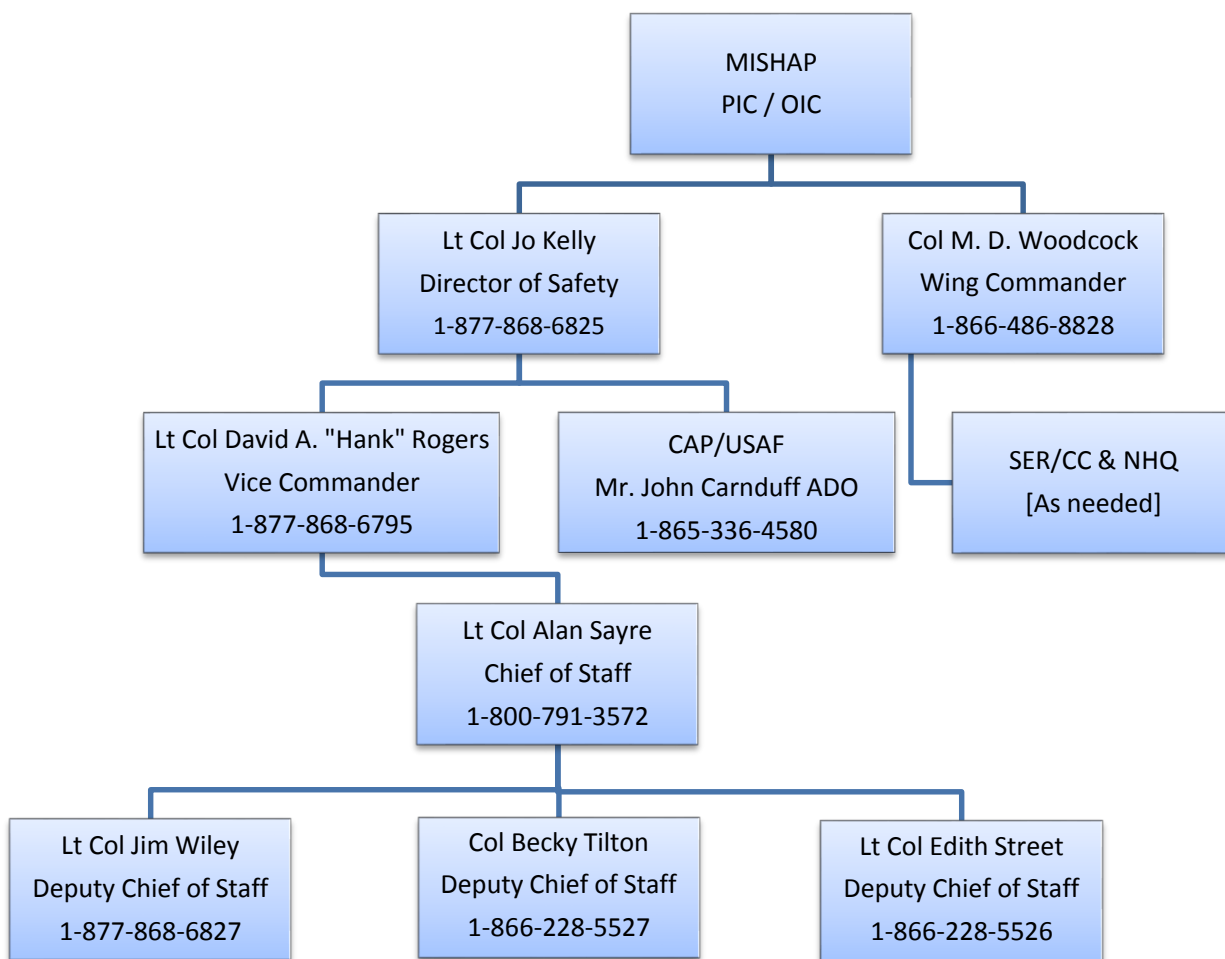 MISHAP
PIC / OIC
Lt Col Jo Kelly
Director of Safety
1-877-868-6825
Col M. D. Woodcock
Wing Commander
1-866-486-8828
Lt Col David A. "Hank" Rogers
Vice Commander
1-877-868-6795
CAP/USAF
Mr. John Carnduff ADO
1-865-336-4580
SER/CC & NHQ
[As needed]
Lt Col Alan Sayre
Chief of Staff
1-800-791-3572
Lt Col Jim Wiley
Deputy Chief of Staff
1-877-868-6827
Col Becky Tilton
Deputy Chief of Staff
1-866-228-5527
Lt Col Edith Street
Deputy Chief of Staff
1-866-228-5526